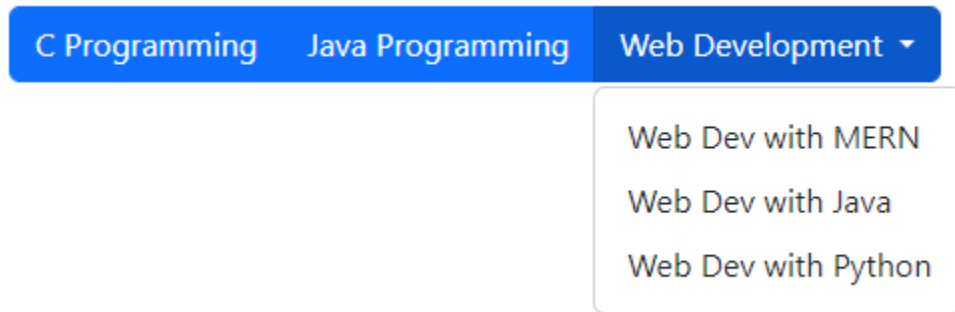 C Programming Java Programming Web Development
Web Dev with MERN
Web Dev with Java
Web Dev with Python